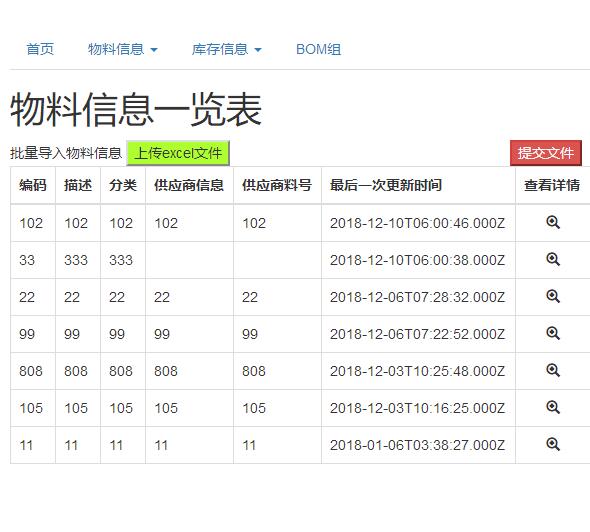 首页 物料信息 库存信息 BOM组
物料信息一览表
批量导入物料信息 上传excel文件 提交文件
编码 描述 分类 供应商信息 供应商料号 最后一次更新时间 查看详情
102 102 102 102 102 2018-12-10T06:00:46.000Z
33 333 333 2018-12-10T06:00:38.000Z
22 22 22 22 22 2018-12-06T07:28:32.000Z
99 99 99 99 99 2018-12-06T07:22:52.000Z
808 808 808 808 808 2018-12-03T10:25:48.000Z
105 105 105 105 105 2018-12-03T10:16:25.000Z
11 11 11 11 11 2018-01-06T03:38:27.000Z